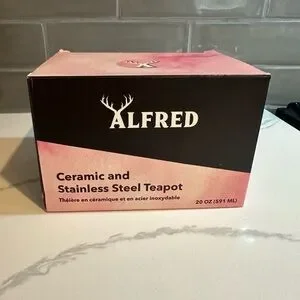 ALFRED
Ceramic and
Stainless Steel Teapot
Théière en céramique et en acier inoxydable
20 OZ (591 ML)